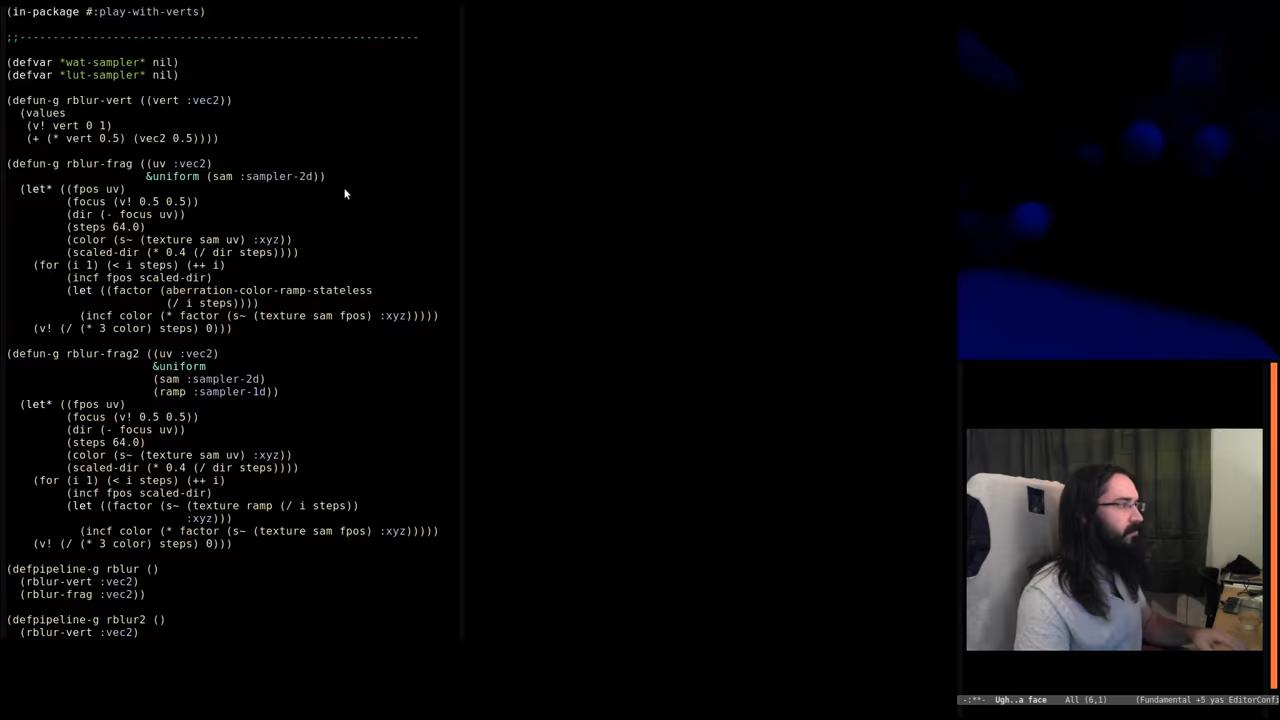 (in-package #:play-with-verts)
;;------------------------------------------------------------
(defvar *wat-sampler* nil)
(defvar *lut-sampler* nil)
(defun-g rblur-vert ((vert :vec2))
  (values
   (v! vert 0 1)
   (+ (* vert 0.5) (vec2 0.5))))
(defun-g rblur-frag ((uv :vec2)
                     &uniform (sam :sampler-2d))
  (let* ((fpos uv)
         (focus (v! 0.5 0.5))
         (dir (- focus uv))
         (steps 64.0)
         (color (s~ (texture sam uv) :xyz))
         (scaled-dir (* 0.4 (/ dir steps))))
    (for (i 1) (< i steps) (++ i)
         (incf fpos scaled-dir)
         (let ((factor (aberration-color-ramp-stateless
                        (/ i steps))))
           (incf color (* factor (s~ (texture sam fpos) :xyz)))))
    (v! (/ (* 3 color) steps) 0)))
(defun-g rblur-frag2 ((uv :vec2)
                      &uniform
                      (sam :sampler-2d)
                      (ramp :sampler-1d))
  (let* ((fpos uv)
         (focus (v! 0.5 0.5))
         (dir (- focus uv))
         (steps 64.0)
         (color (s~ (texture sam uv) :xyz))
         (scaled-dir (* 0.4 (/ dir steps))))
    (for (i 1) (< i steps) (++ i)
         (incf fpos scaled-dir)
         (let ((factor (s~ (texture ramp (/ i steps))
                           :xyz)))
           (incf color (* factor (s~ (texture sam fpos) :xyz)))))
    (v! (/ (* 3 color) steps) 0)))
(defpipeline-g rblur ()
  (rblur-vert :vec2)
  (rblur-frag :vec2))
(defpipeline-g rblur2 ()
  (rblur-vert :vec2)
-:**-  Ugh..a face   All (6,1)      (Fundamental +5 yas EditorConfi